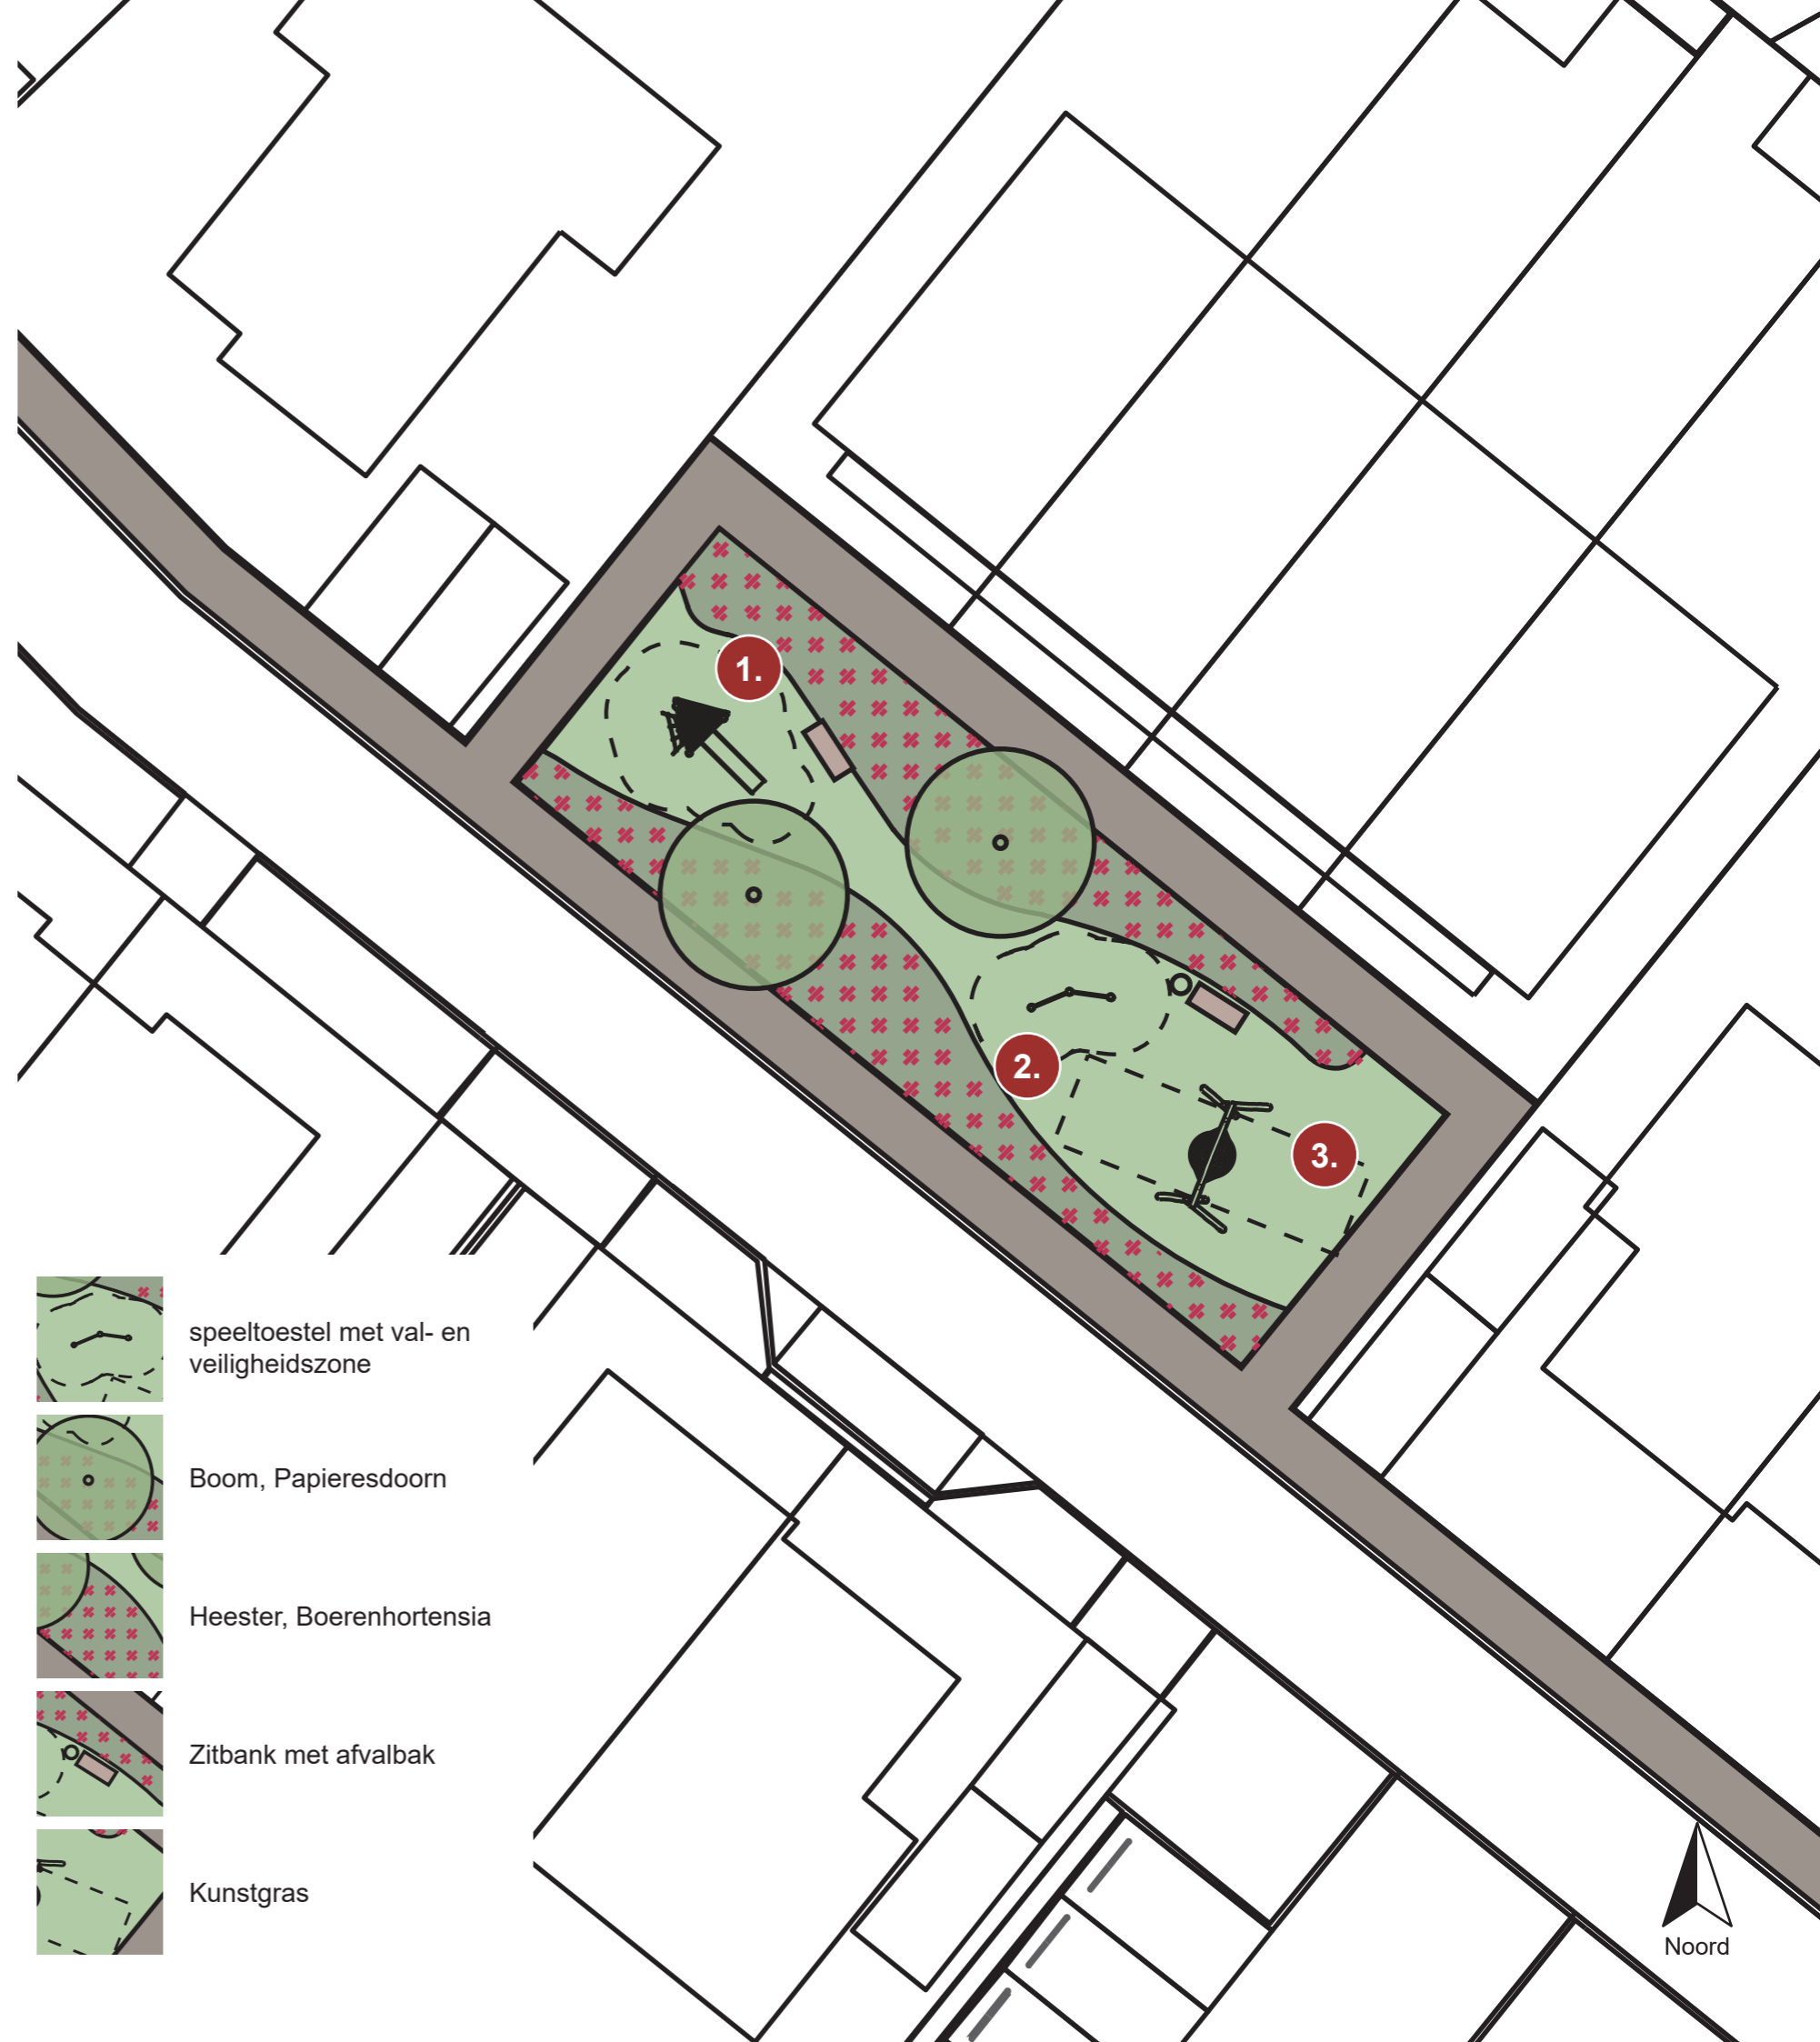 1.
2.
3.
speeltoestel met val- en
veiligheidszone
Boom, Papieresdoorn
Heester, Boerenhortensia
Zitbank met afvalbak
Kunstgras
Noord